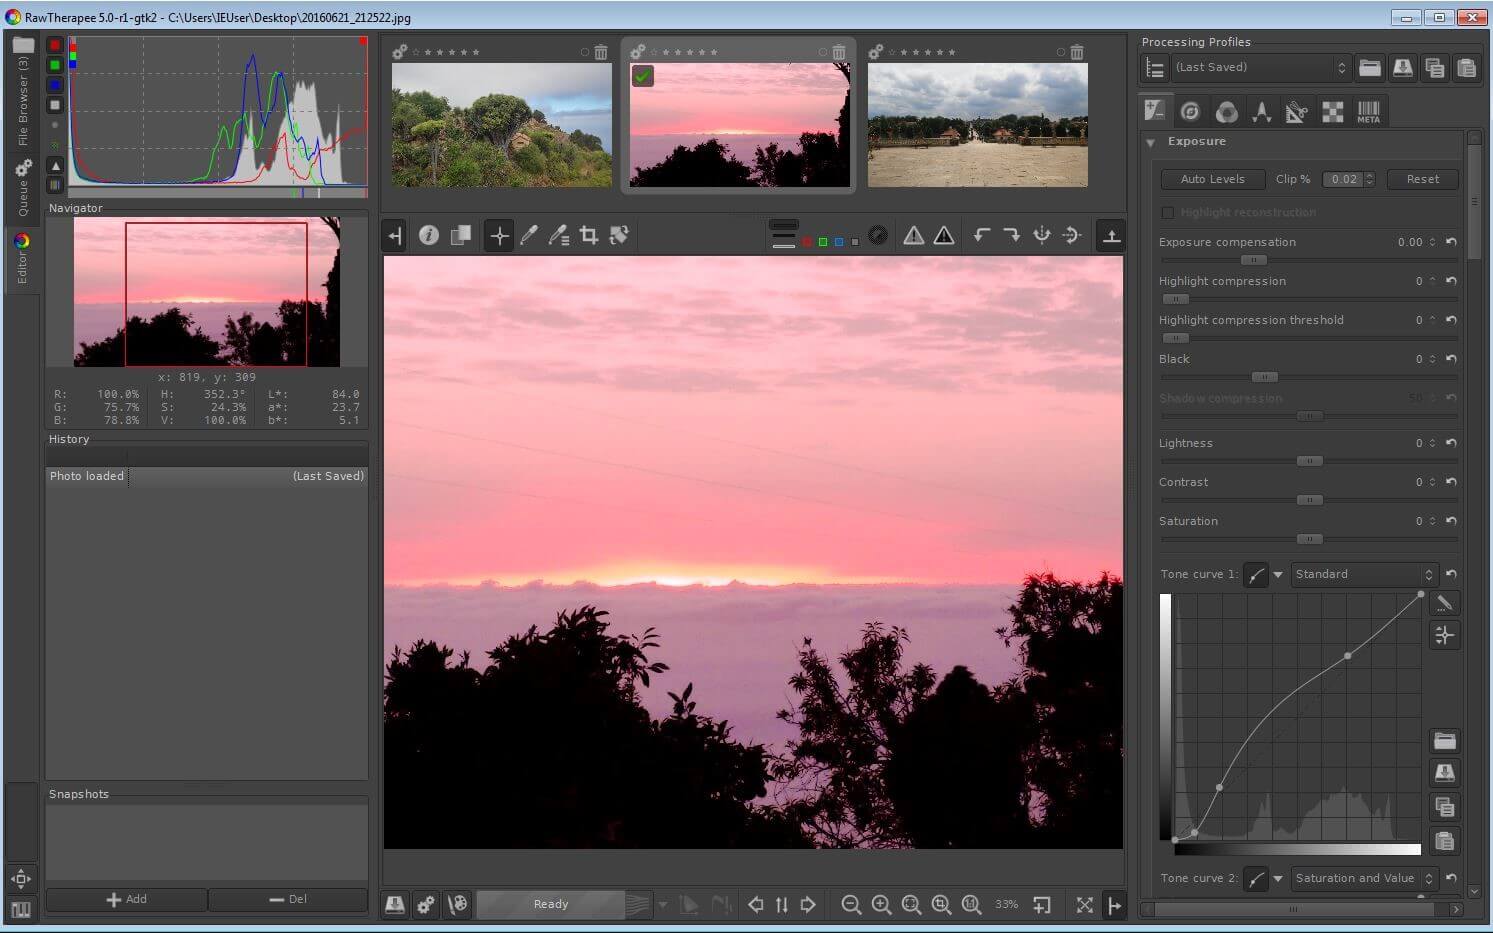 RawTherapee 5.0-r1-gtk2 - C:\Users\IEUser\Desktop\20160621_212522.jpg
File Browser (3)
Queue
Editor
Navigator
x: 819, y: 309
R: 100.0% H: 352.3° L*: 84.0
G: 75.7% S: 24.3% a*: 23.7
B: 78.8% V: 100.0% b*: 5.1
History
Photo loaded (Last Saved)
Snapshots
Add Del
Ready
33%
Processing Profiles
(Last Saved)
META
Exposure
Auto Levels Clip % 0.02 Reset
Highlight reconstruction
Exposure compensation 0.00
Highlight compression 0
Highlight compression threshold 0
Black 0
Shadow compression 50
Lightness 0
Contrast 0
Saturation 0
Tone curve 1: Standard
Tone curve 2: Saturation and Value